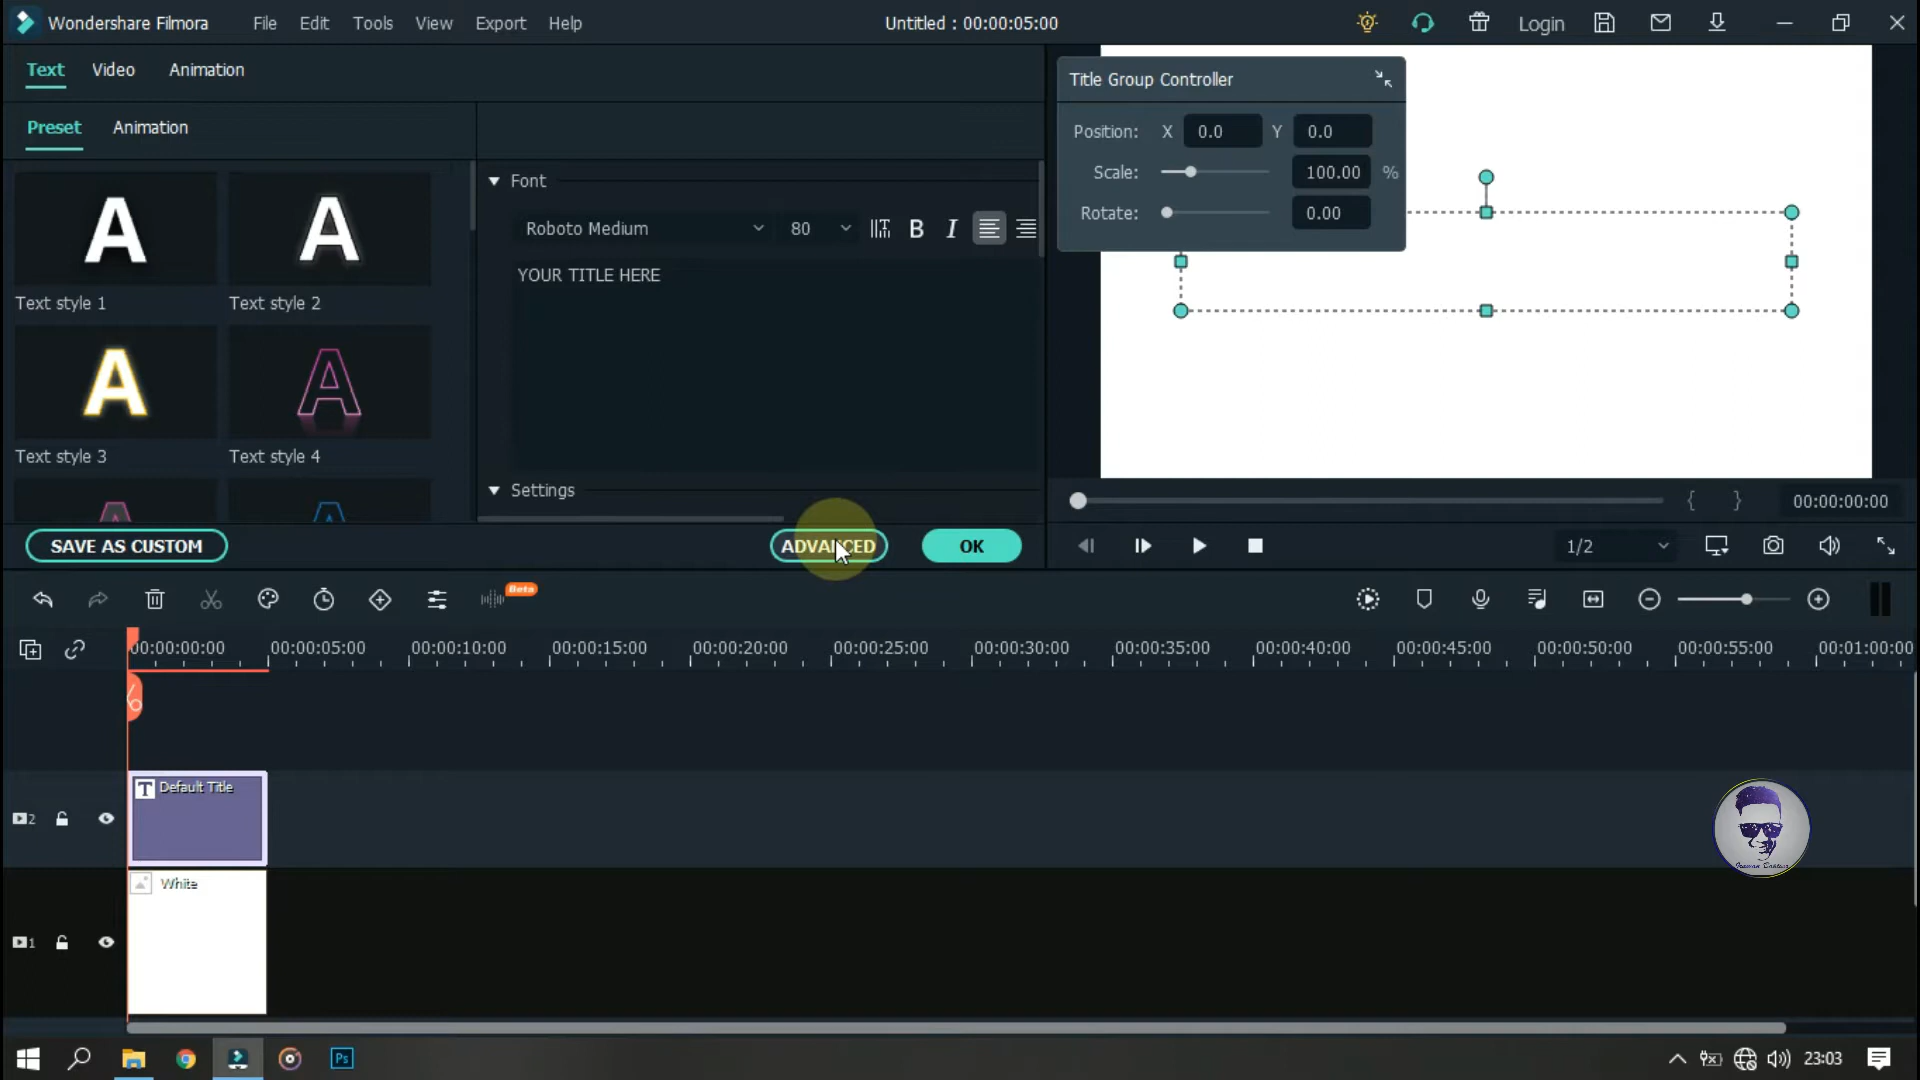 Wondershare Filmora File Edit Tools View Export Help Untitled : 00:00:05:00 Login
Text Video Animation
Preset Animation
A A
Text style 1 Text style 2
A A
Text style 3 Text style 4
Font
Roboto Medium 80 B I
YOUR TITLE HERE
Settings
Title Group Controller
Position: X 0.0 Y 0.0
Scale: 100.00 %
Rotate: 0.00
{ } 00:00:00:00
SAVE AS CUSTOM ADVANCED OK
1/2
Beta
00:00:00:00 00:00:05:00 00:00:10:00 00:00:15:00 00:00:20:00 00:00:25:00 00:00:30:00 00:00:35:00 00:00:40:00 00:00:45:00 00:00:50:00 00:00:55:00 00:01:00:00
T Default Title
2
White
1
Ps 23:03